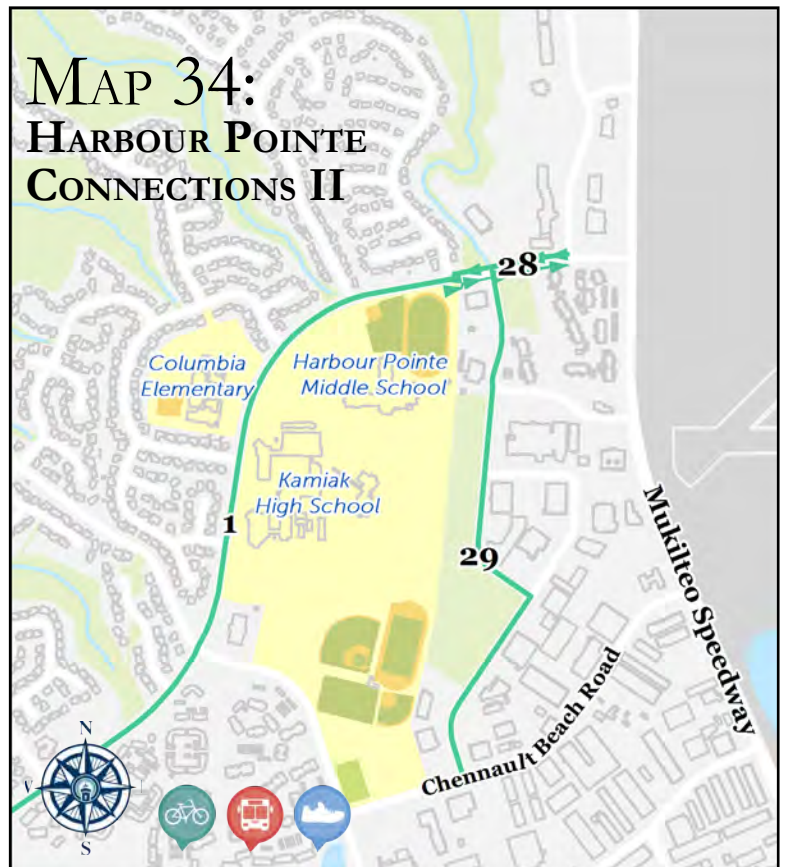 MAP 34:
HARBOUR POINTE
CONNECTIONS II
28
Columbia
Elementary
Harbour Pointe
Middle School
Kamiak
High School
1
29
Mukilteo Speedway
Chennault Beach Road
N
W
S